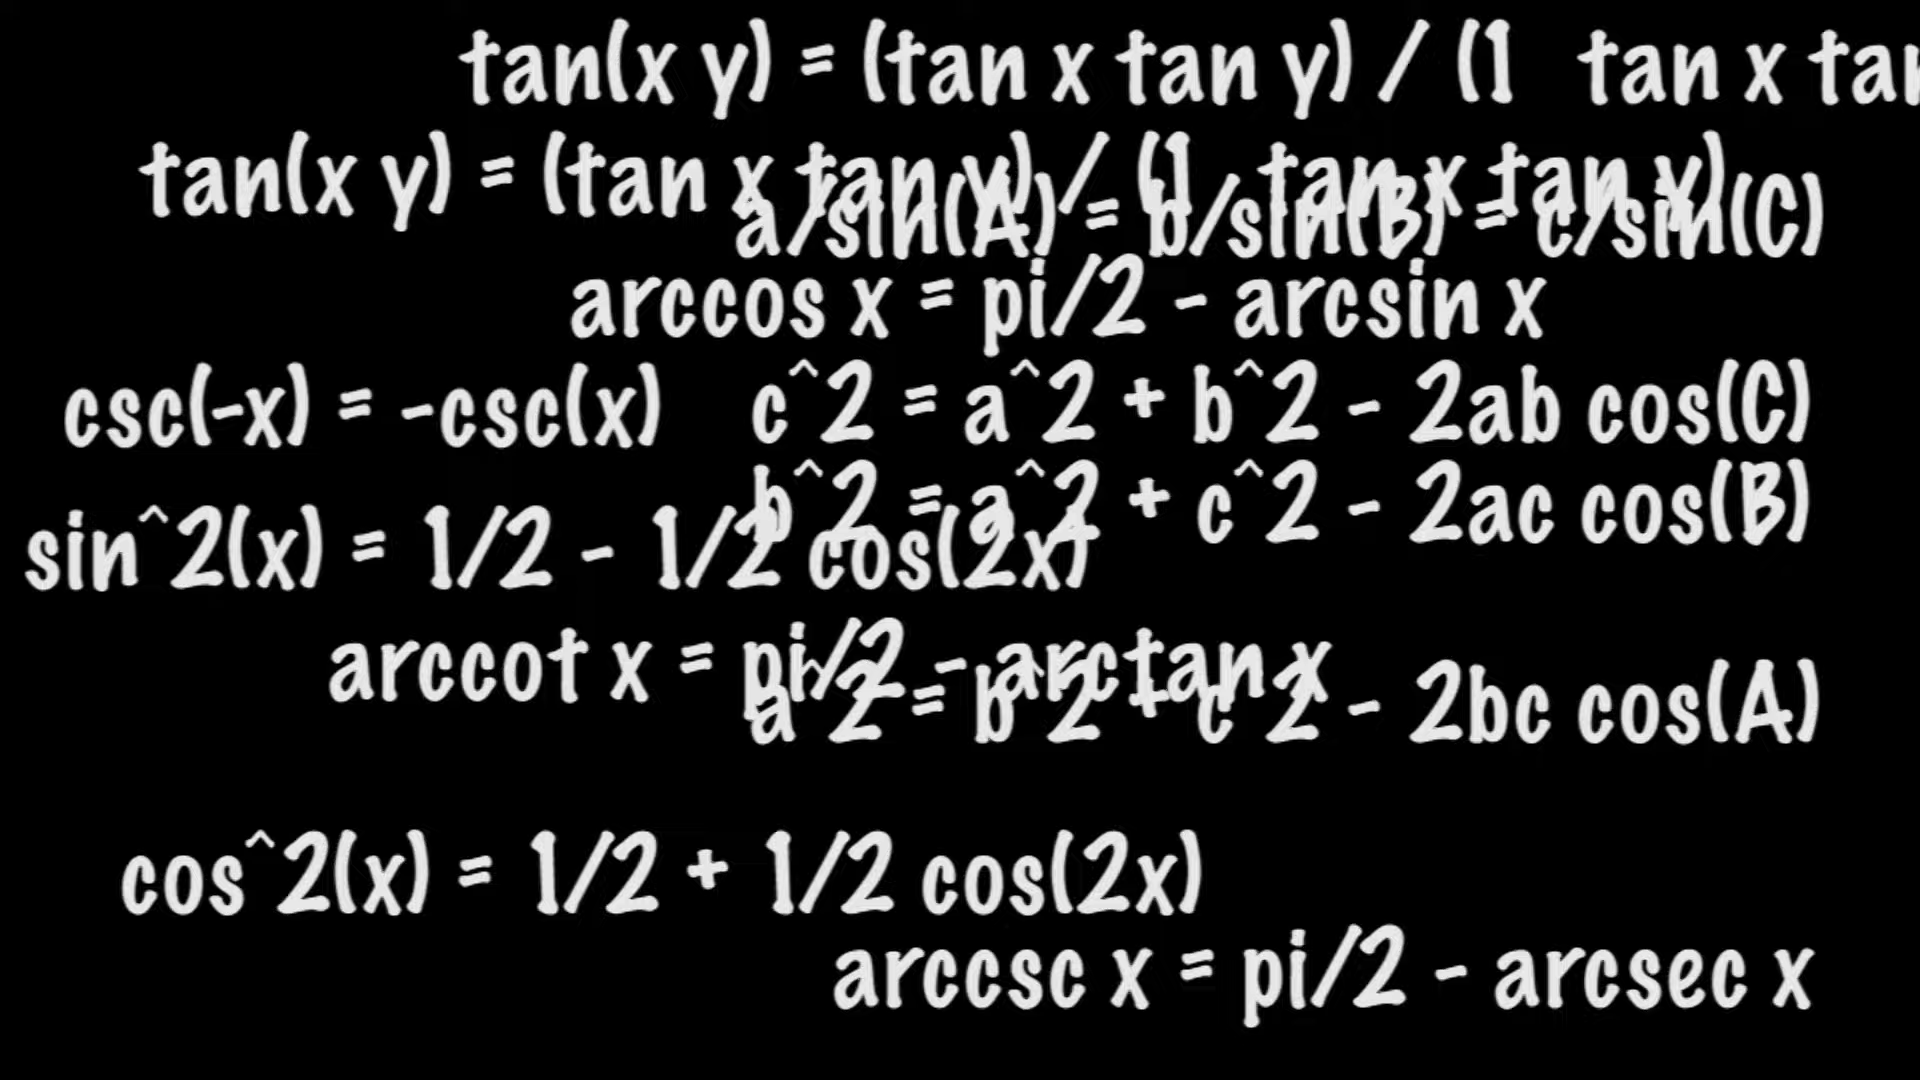 tan(x y) = (tan x tan y) / (1 tan x tan
tan(x y) = (tan x tan y) / (1 tan x tan y)
a/sin(A) = b/sin(B) = c/sin(C)
arccos x = pi/2 - arcsin x
csc(-x) = -csc(x)
c^2 = a^2 + b^2 - 2ab cos(C)
b^2 = a^2 + c^2 - 2ac cos(B)
sin^2(x) = 1/2 - 1/2 cos(2x)
arccot x = pi/2 - arctan x
a^2 = b^2 + c^2 - 2bc cos(A)
cos^2(x) = 1/2 + 1/2 cos(2x)
arccsc x = pi/2 - arcsec x